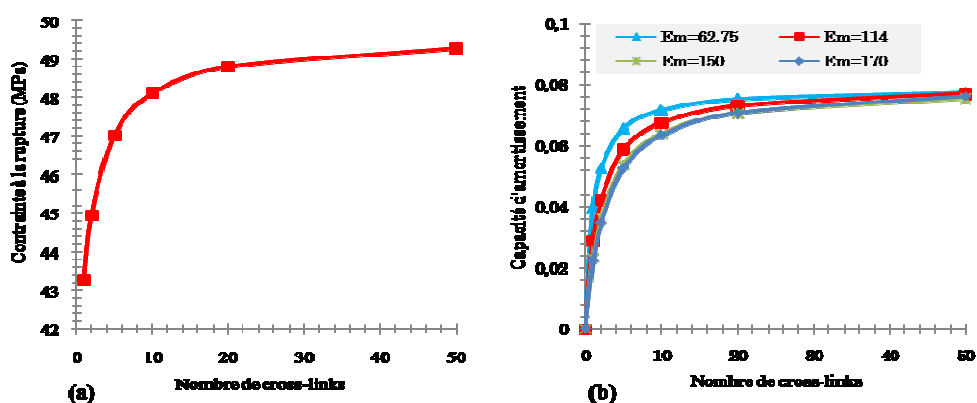 50
49
48
47
46
45
44
43
42
Contrainte à la rupture (MPa)
0 10 20 30 40 50
Nombre de cross-links
(a)
0,1
0,08
0,06
0,04
0,02
0
Capacité d'amortissement
Em=62.75 Em=114
Em=150 Em=170
0 10 20 30 40 50
Nombre de cross-links
(b)